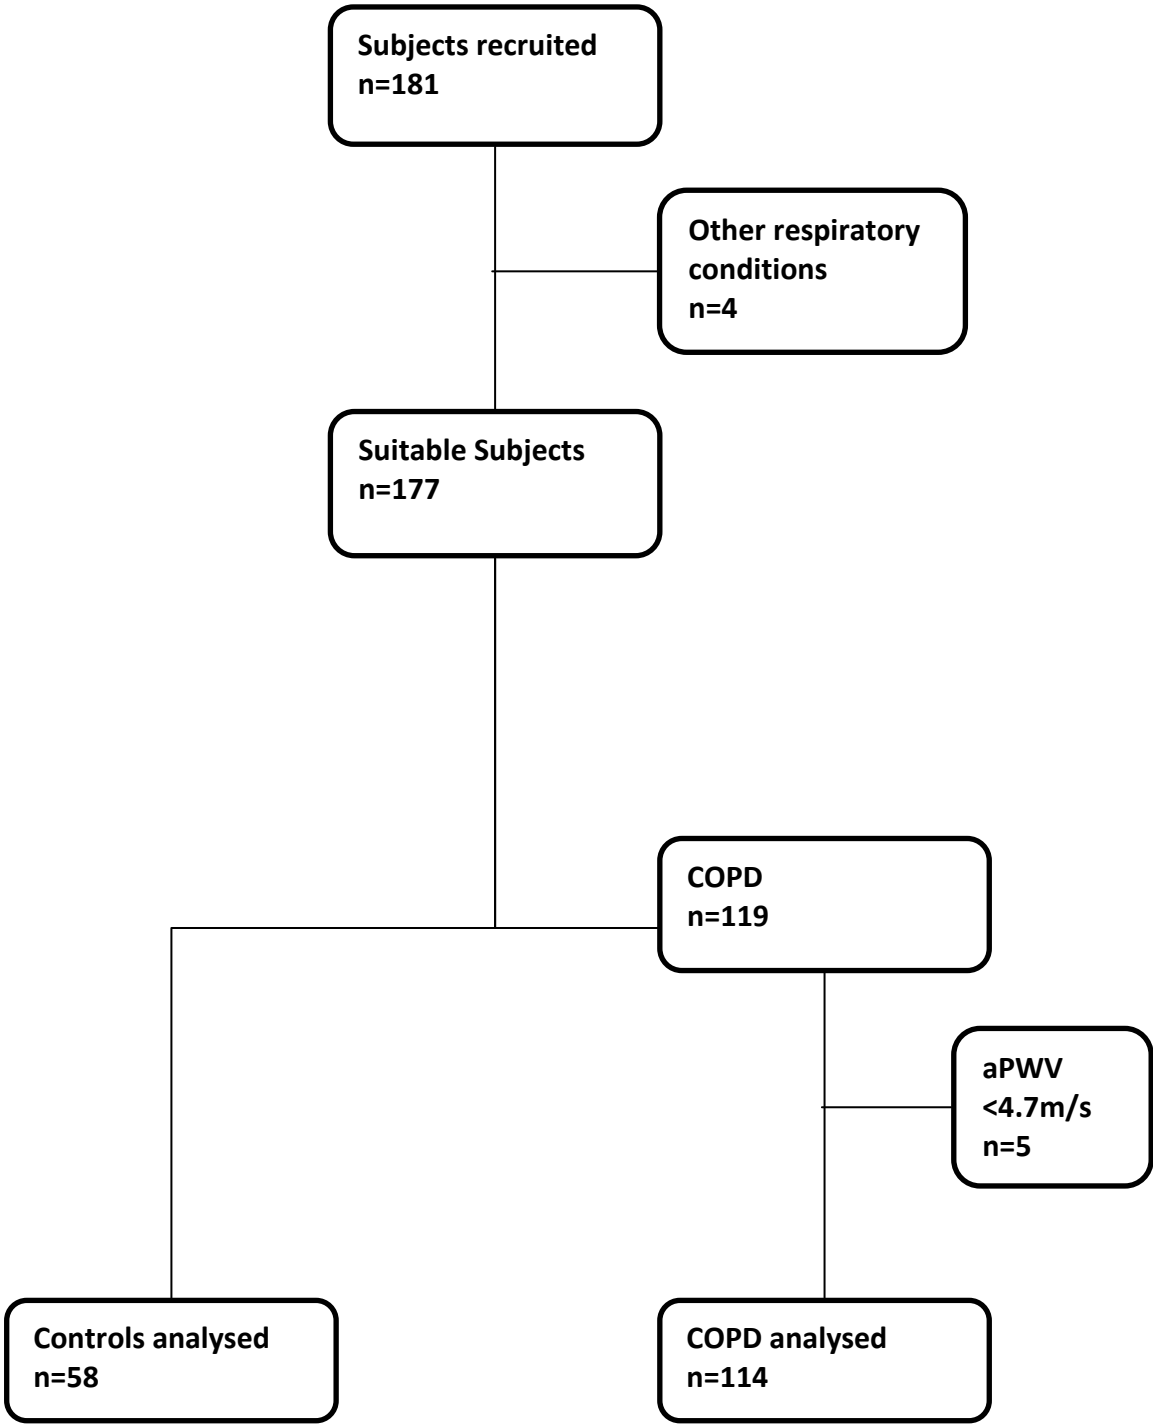 Subjects recruited
n=181
Other respiratory
conditions
n=4
Suitable Subjects
n=177
COPD
n=119
aPWV
<4.7m/s
n=5
Controls analysed
n=58
COPD analysed
n=114